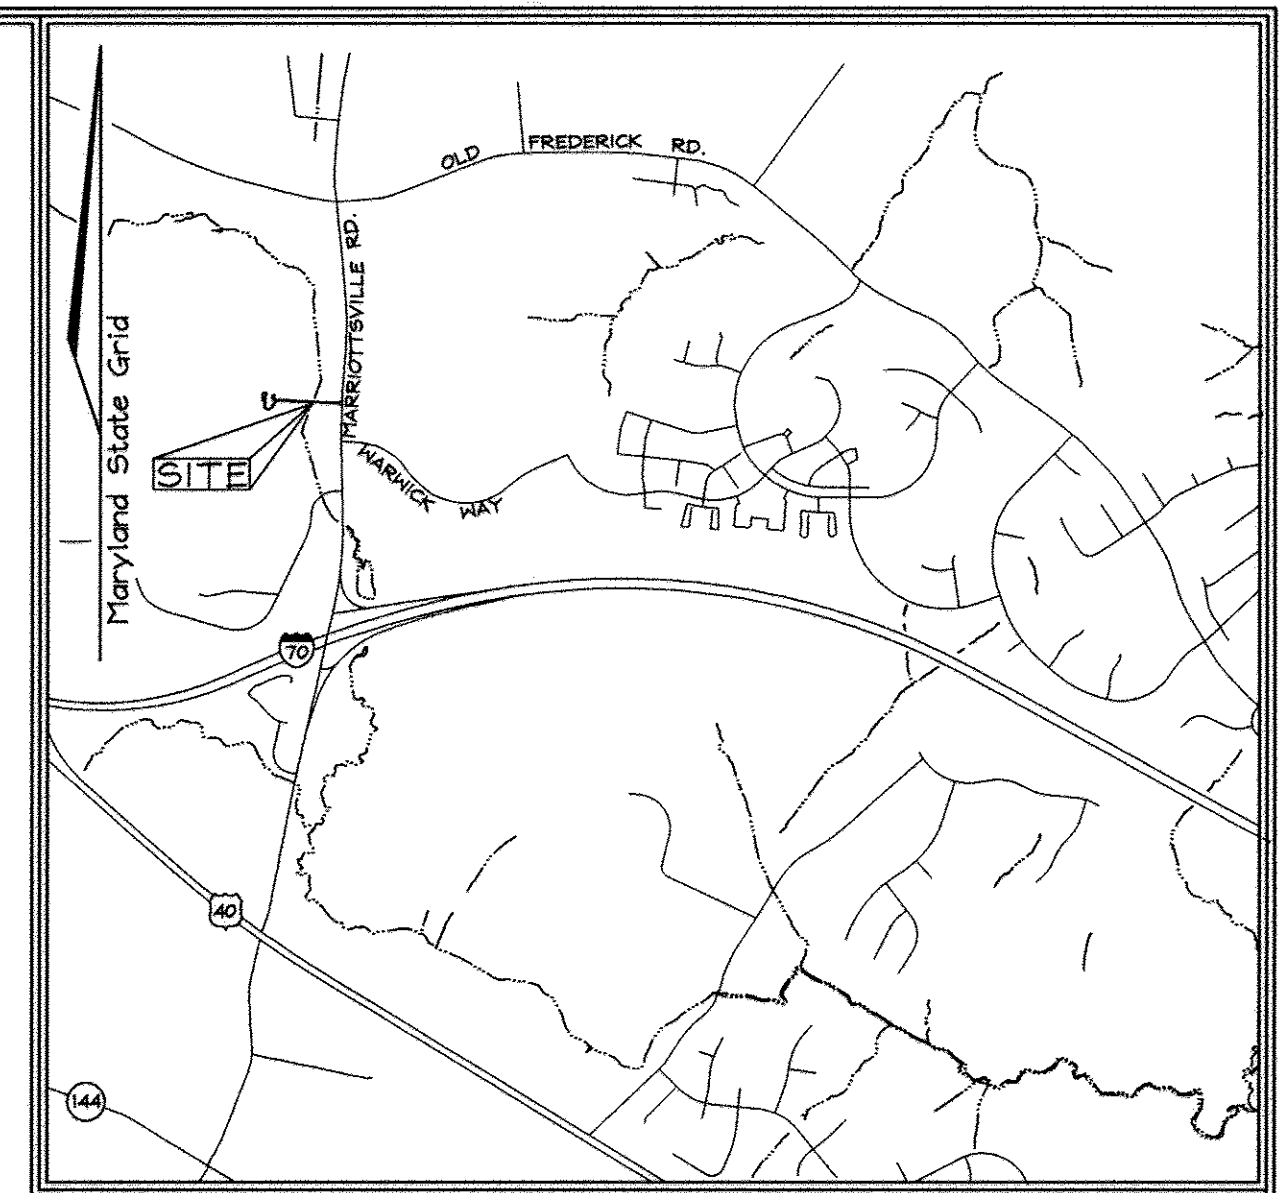 OLD FREDERICK RD.
MARRIOTTSVILLE RD.
Maryland State Grid
SITE
WARWICK WAY
70
40
144